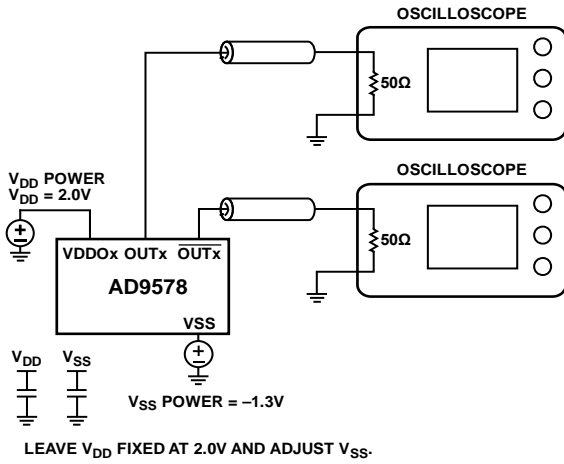 OSCILLOSCOPE
50Ω
OSCILLOSCOPE
50Ω
VDD POWER
VDD = 2.0V
VDDOx OUTx OUTx
AD9578
VSS
VDD VSS
VSS POWER = –1.3V
LEAVE VDD FIXED AT 2.0V AND ADJUST VSS.